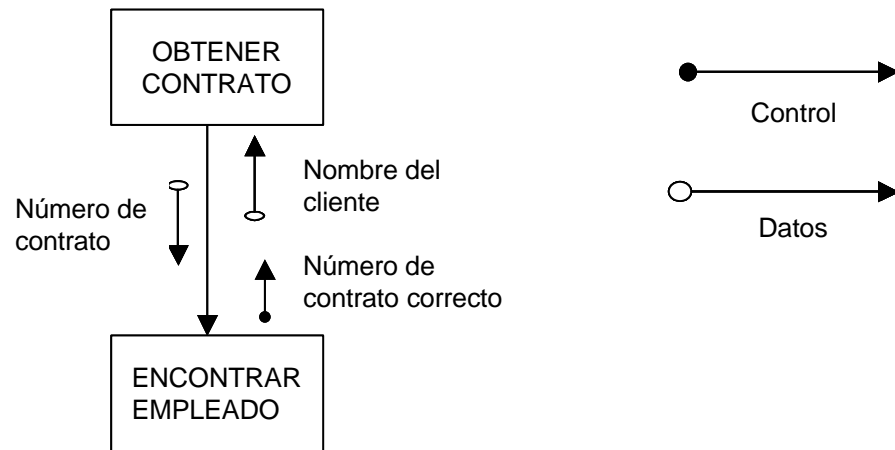 OBTENER
CONTRATO
Control
Nombre del
cliente
Número de
contrato
Datos
Número de
contrato correcto
ENCONTRAR
EMPLEADO